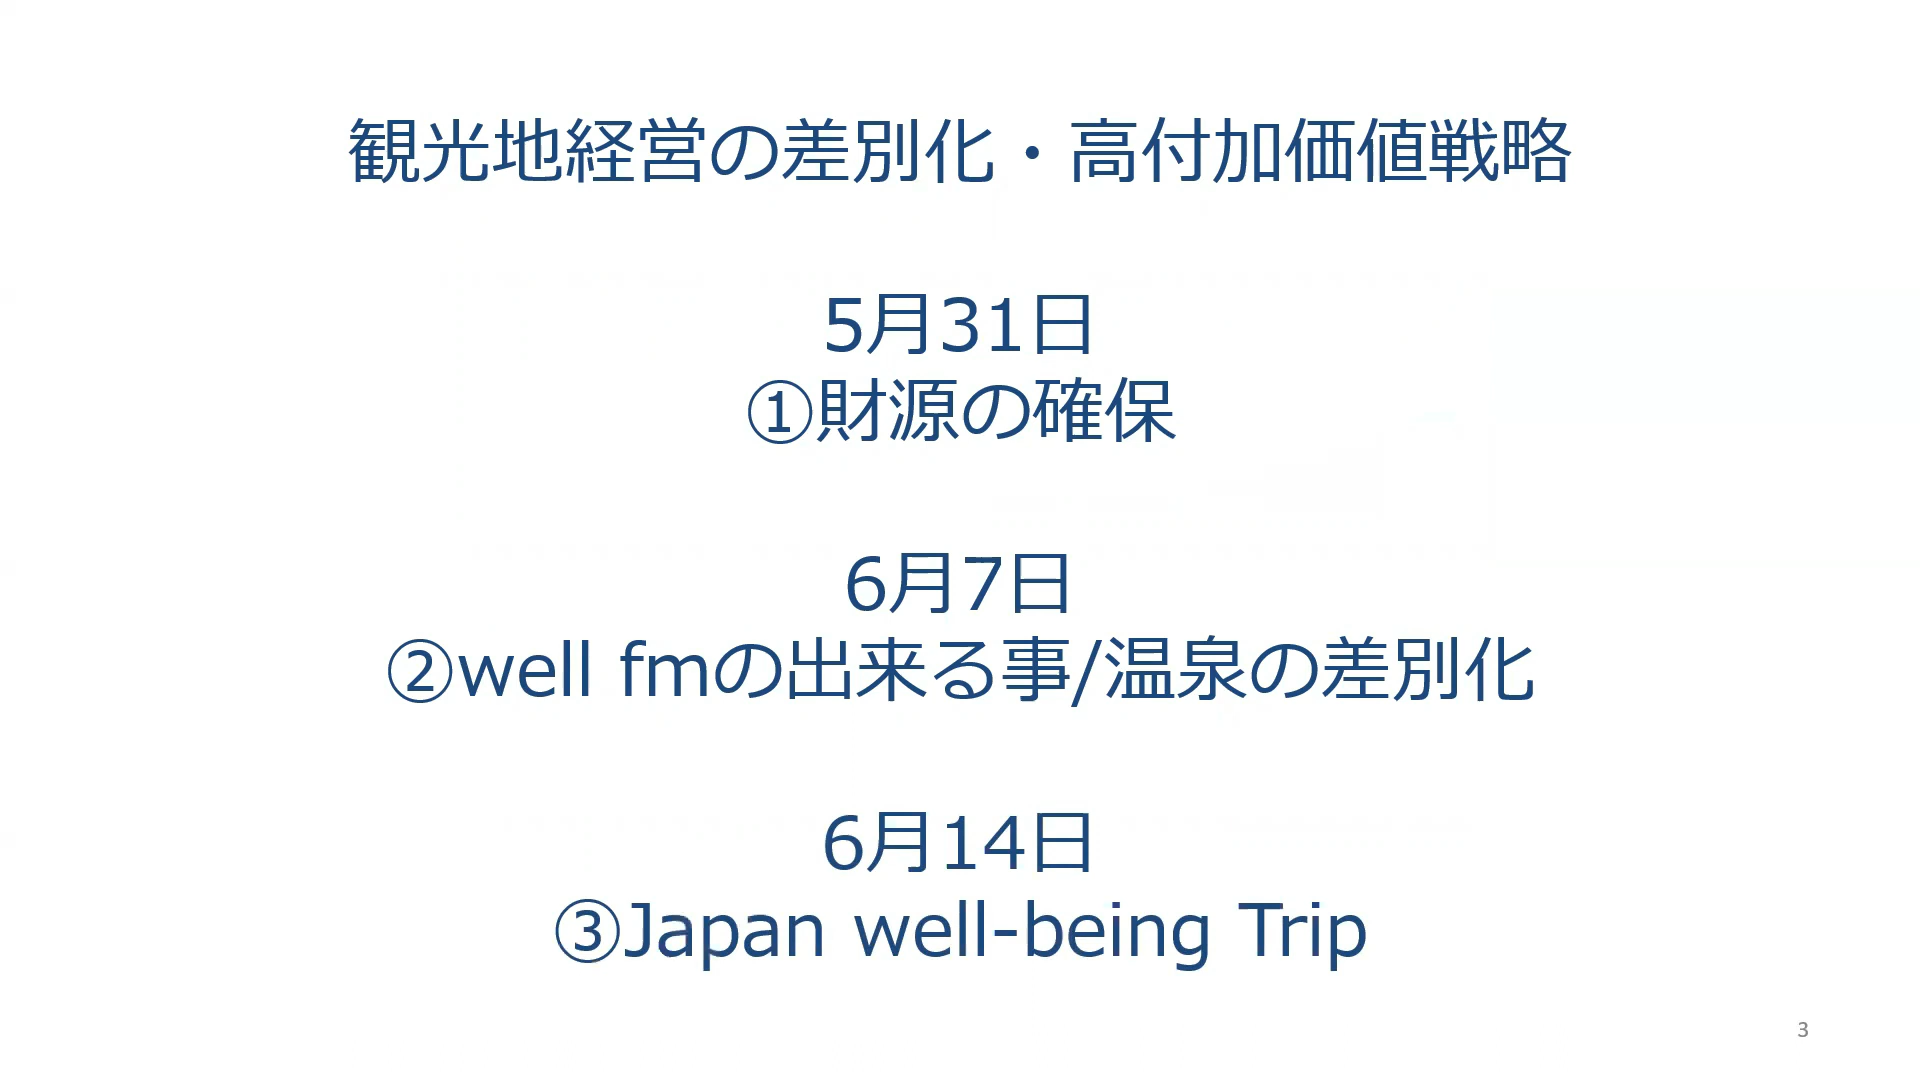 観光地経営の差別化・高付加価値戦略
5月31日
①財源の確保
6月7日
②well fmの出来る事/温泉の差別化
6月14日
③Japan well-being Trip
3